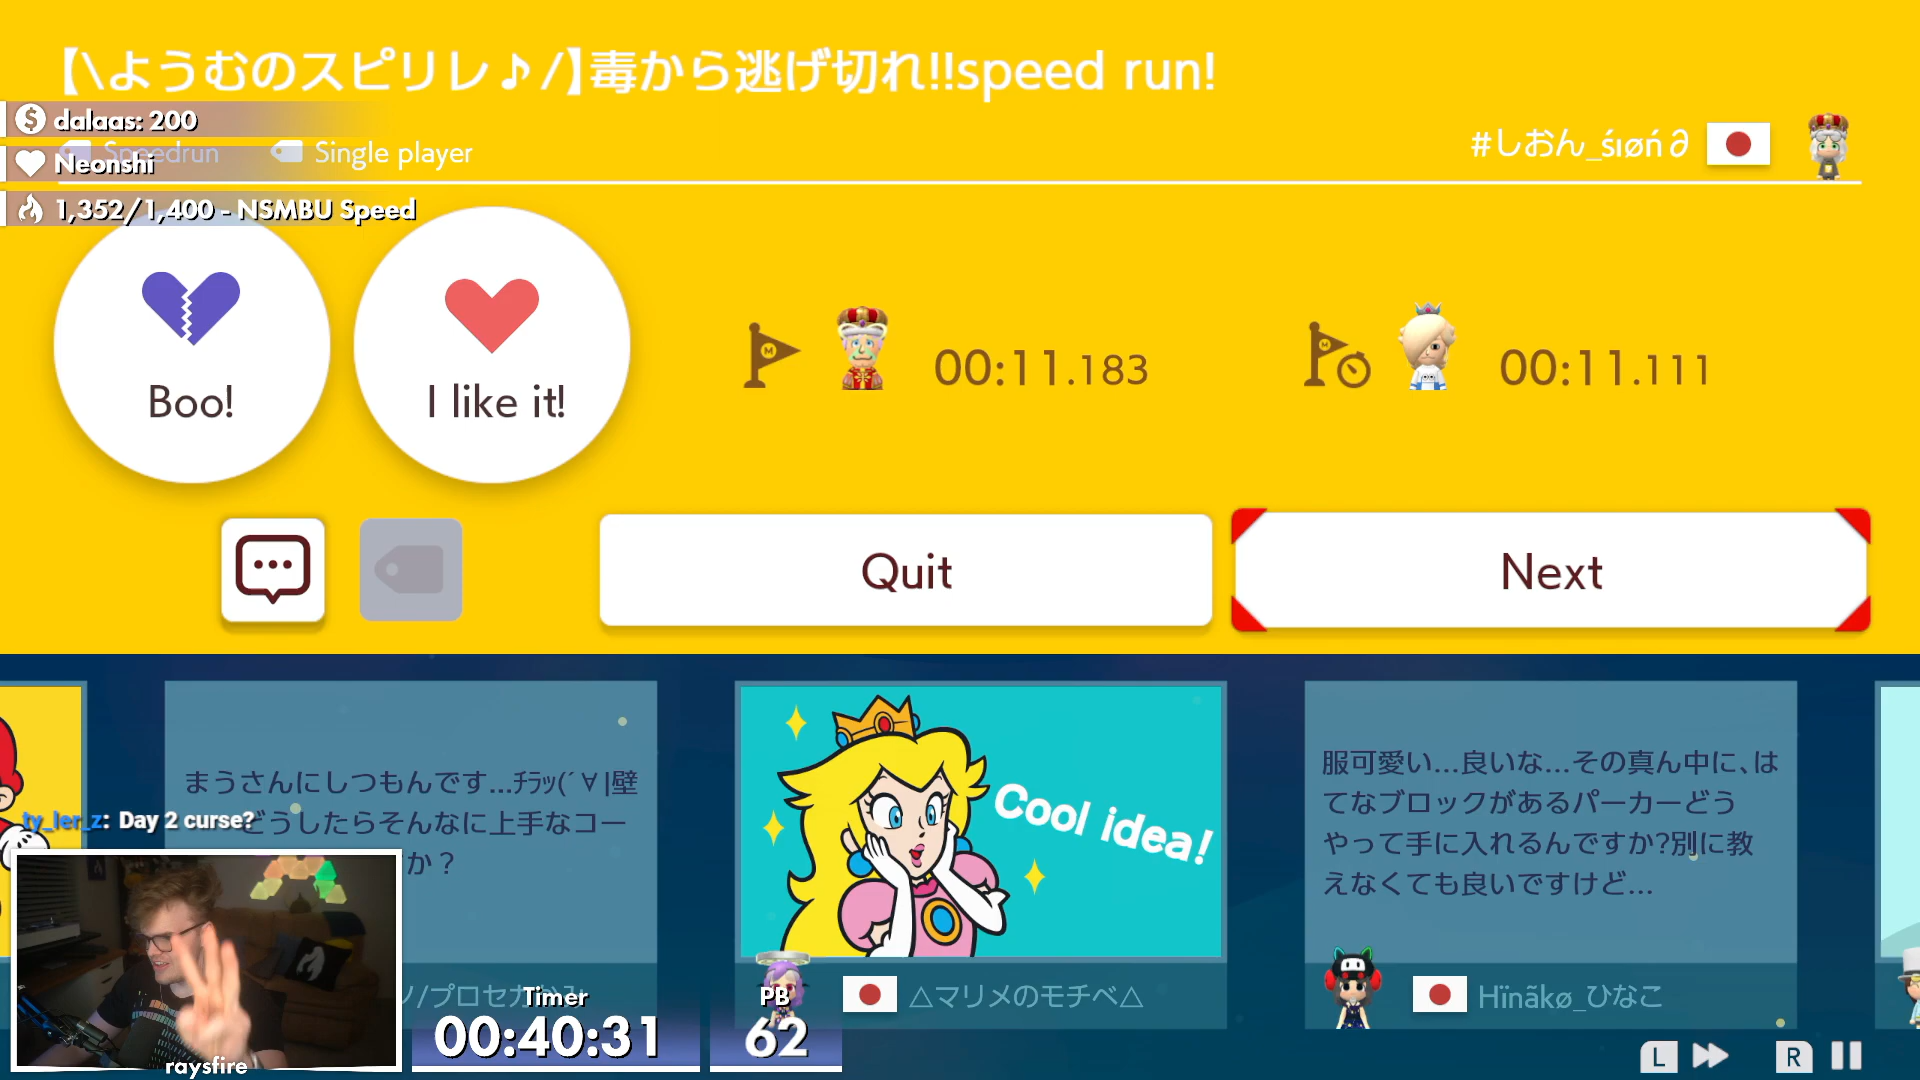 【\ようむのスピリレ♪/】毒から逃げ切れ!!speed run!
dalaas: 200
Speedrun
Single player
#しおん_śıøń∂
Neonshi
1,352/1,400 - NSMBU Speed
Boo!
I like it!
M
00:11.183
M
00:11.111
Quit
Next
まうさんにしつもんです...ﾁﾗｯ(´∀|壁
どうしたらそんなに上手なコー
か？
Cool idea!
服可愛い...良いな...その真ん中に、は
てなブロックがあるパーカーどう
やって手に入れるんですか?別に教
えなくても良いですけど...
ty_ler_z: Day 2 curse?
/プロセカ
△マリメのモチベ△
Hïnãkø_ひなこ
Timer
00:40:31
PB
62
raysfire
L
R